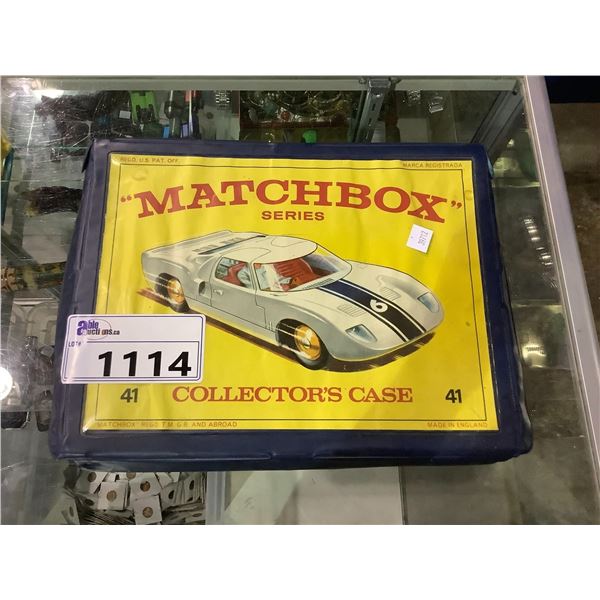 REGD. U.S. PAT. OFF.
MARCA REGISTRADA
"MATCHBOX"
SERIES
39712
6
able
auctions.ca
LOT#
1114
41
COLLECTOR'S CASE
41
"MATCHBOX" REGD. T.M. G.B. AND ABROAD
MADE IN ENGLAND